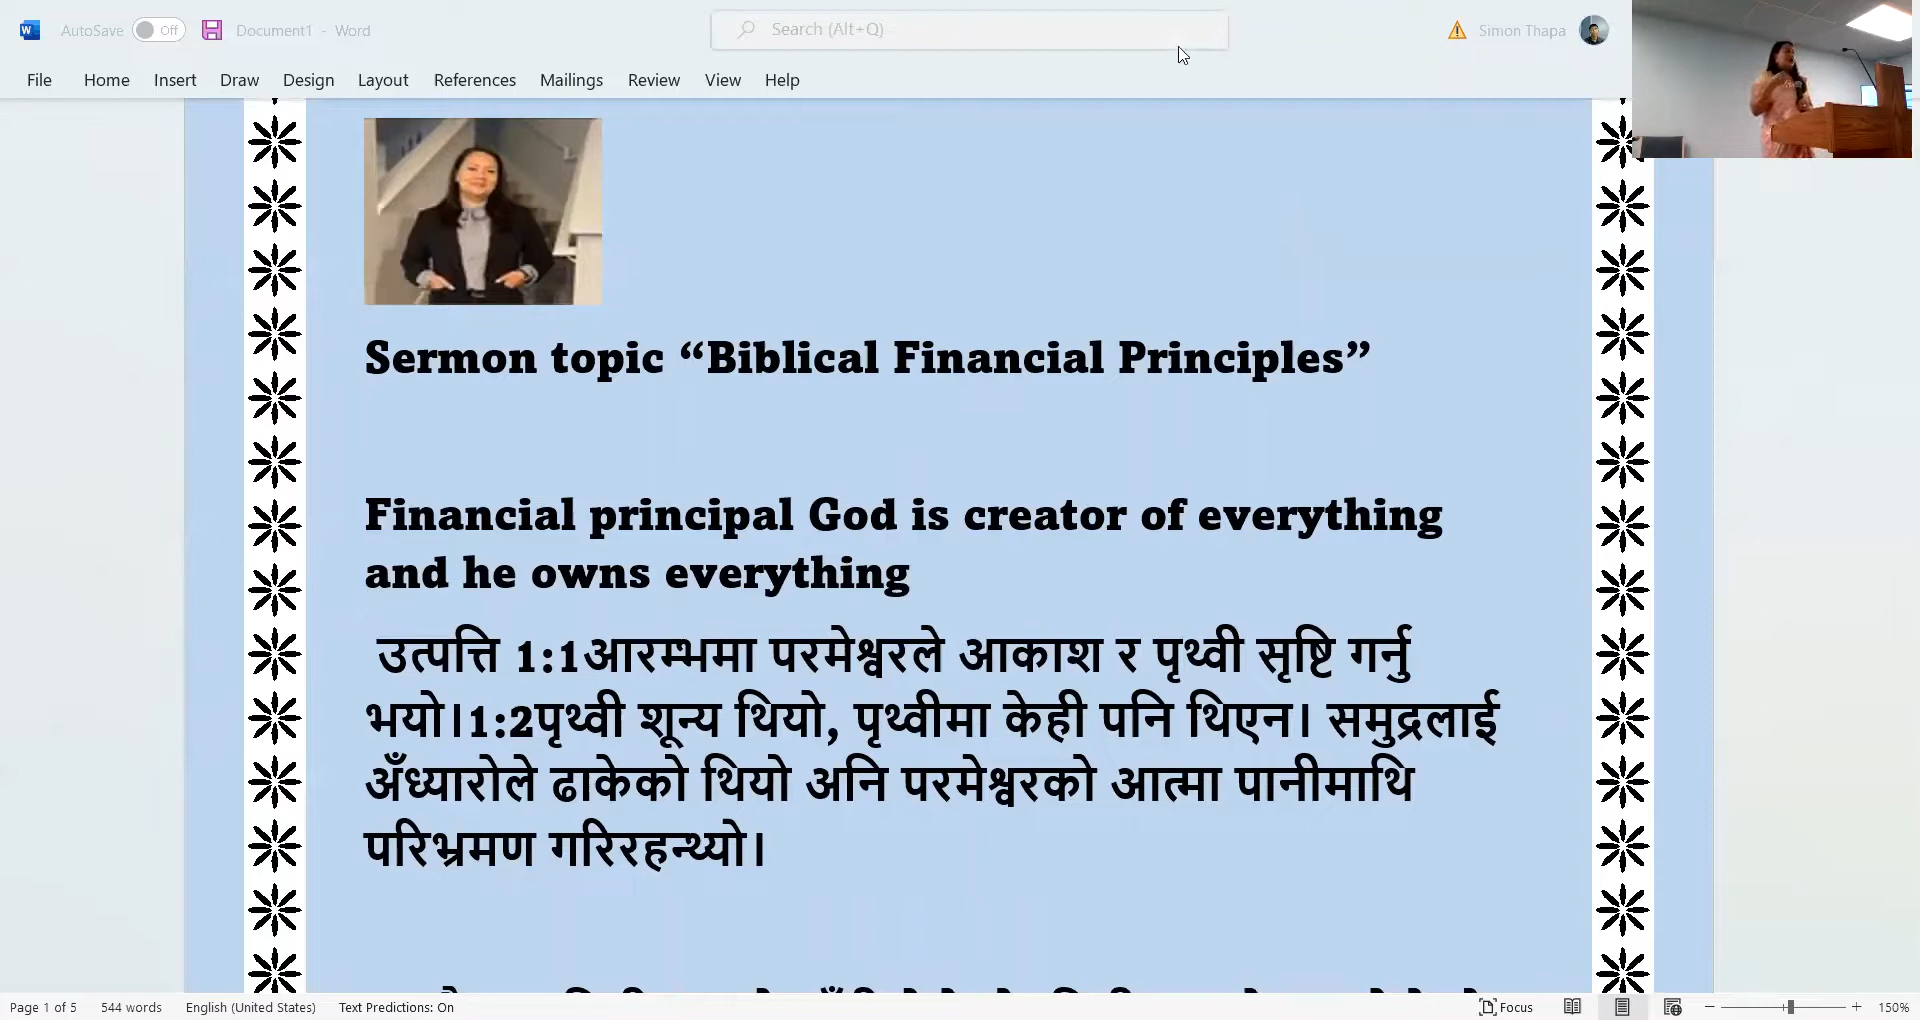 AutoSave Off Document1 - Word Search (Alt+Q) Simon Thapa
File Home Insert Draw Design Layout References Mailings Review View Help
Sermon topic “Biblical Financial Principles”
Financial principal God is creator of everything
and he owns everything
उत्पत्ति 1:1आरम्भमा परमेश्वरले आकाश र पृथ्वी सृष्टि गर्नु
भयो।1:2पृथ्वी शून्य थियो, पृथ्वीमा केही पनि थिएन। समुद्रलाई
अँध्यारोले ढाकेको थियो अनि परमेश्वरको आत्मा पानीमाथि
परिभ्रमण गरिरहन्थ्यो।
Page 1 of 5 544 words English (United States) Text Predictions: On Focus 150%